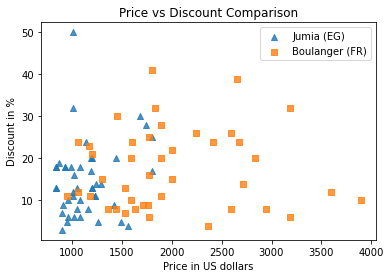 Price vs Discount Comparison
Jumia (EG)
Boulanger (FR)
Discount in %
50
40
30
20
10
1000 1500 2000 2500 3000 3500 4000
Price in US dollars